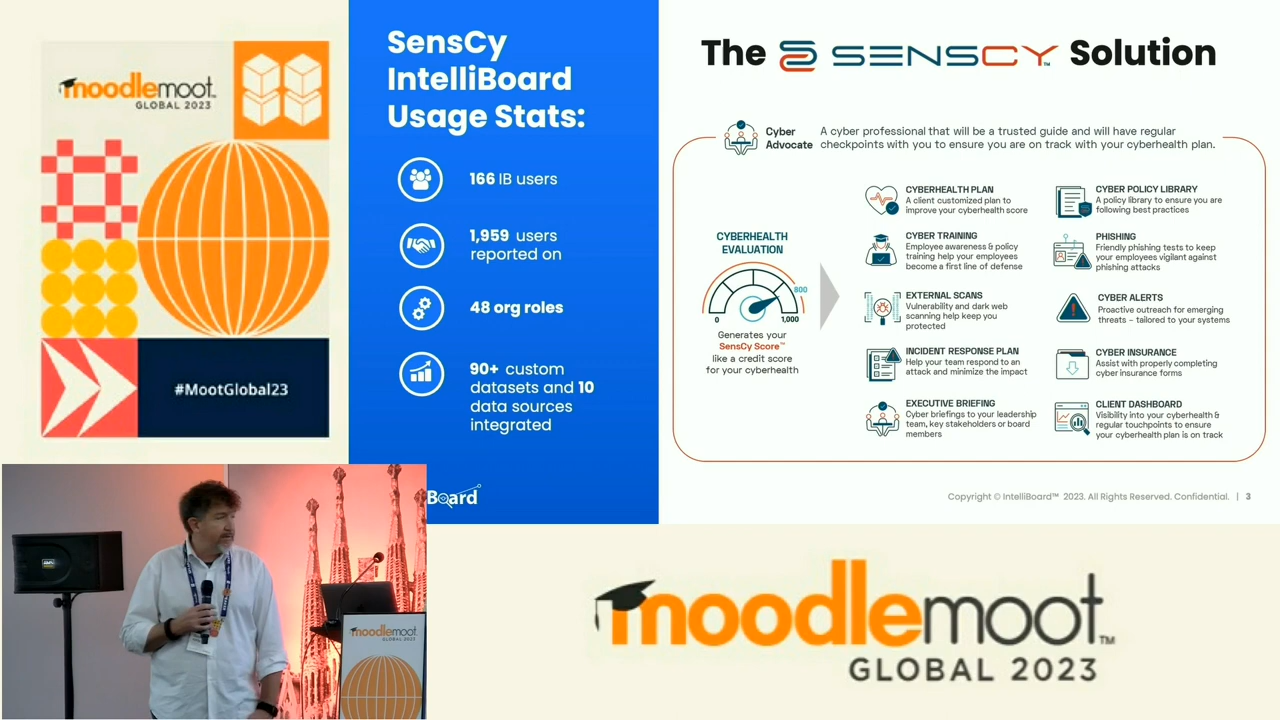 moodlemoot
GLOBAL 2023
#MootGlobal23
SensCy
IntelliBoard
Usage Stats:
166 IB users
1,959 users
reported on
48 org roles
90+ custom
datasets and 10
data sources
integrated
Board
The SENSCY™ Solution
Cyber
Advocate
A cyber professional that will be a trusted guide and will have regular
checkpoints with you to ensure you are on track with your cyberhealth plan.
CYBERHEALTH
EVALUATION
800
0
1,000
Generates your
SensCy Score™
like a credit score
for your cyberhealth
CYBERHEALTH PLAN
A client customized plan to
improve your cyberhealth score
CYBER TRAINING
Employee awareness & policy
training help your employees
become a first line of defense
EXTERNAL SCANS
Vulnerability and dark web
scanning help keep you
protected
INCIDENT RESPONSE PLAN
Help your team respond to an
attack and minimize the impact
EXECUTIVE BRIEFING
Cyber briefings to your leadership
team, key stakeholders or board
members
CYBER POLICY LIBRARY
A policy library to ensure you are
following best practices
PHISHING
Friendly phishing tests to keep
your employees vigilant against
phishing attacks
CYBER ALERTS
Proactive outreach for emerging
threats – tailored to your systems
CYBER INSURANCE
Assist with properly completing
cyber insurance forms
CLIENT DASHBOARD
Visibility into your cyberhealth &
regular touchpoints to ensure
your cyberhealth plan is on track
Copyright © IntelliBoard™ 2023. All Rights Reserved. Confidential. | 3
moodlemoot
GLOBAL 2023
moodlemoot™
GLOBAL 2023